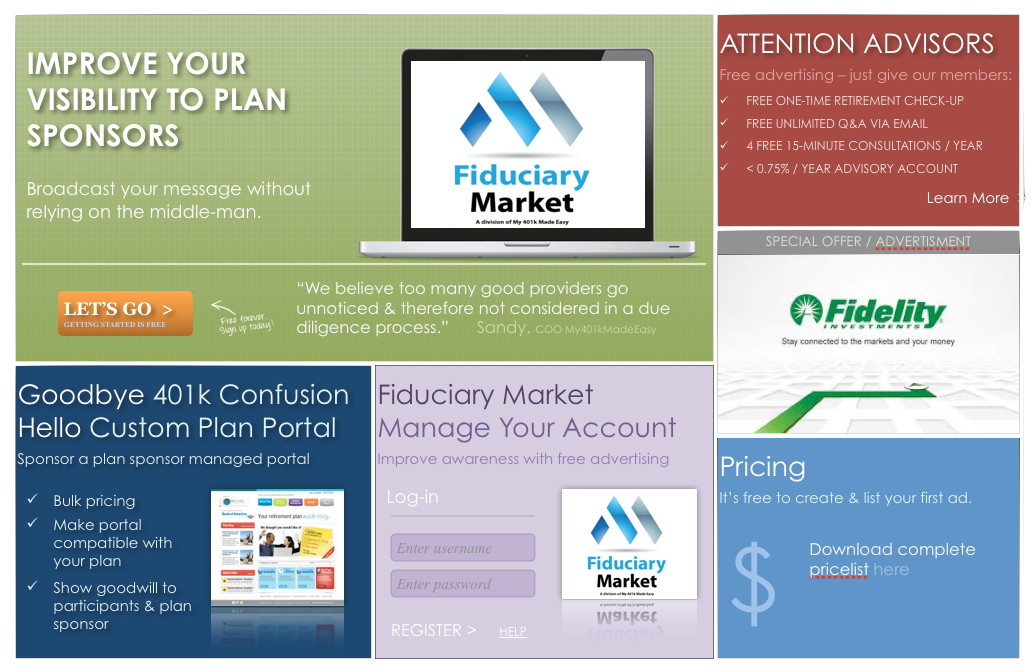 IMPROVE YOUR
VISIBILITY TO PLAN
SPONSORS
Broadcast your message without
relying on the middle-man.
Fiduciary
Market
A division of My 401k Made Easy
LET'S GO >
GETTING STARTED IS FREE
Free forever.
Sign up today!
“We believe too many good providers go
unnoticed & therefore not considered in a due
diligence process.” Sandy, COO My401kMadeEasy
ATTENTION ADVISORS
Free advertising – just give our members:
✓ FREE ONE-TIME RETIREMENT CHECK-UP
✓ FREE UNLIMITED Q&A VIA EMAIL
✓ 4 FREE 15-MINUTE CONSULTATIONS / YEAR
✓ < 0.75% / YEAR ADVISORY ACCOUNT
Learn More
SPECIAL OFFER / ADVERTISMENT
Fidelity
INVESTMENTS
Stay connected to the markets and your money
Goodbye 401k Confusion
Hello Custom Plan Portal
Sponsor a plan sponsor managed portal
✓ Bulk pricing
✓ Make portal
compatible with
your plan
✓ Show goodwill to
participants & plan
sponsor
Your retirement plan made easy
Fiduciary Market
Manage Your Account
Improve awareness with free advertising
Log-in
Enter username
Enter password
REGISTER > HELP
Fiduciary
Market
A division of My 401k Made Easy
Pricing
It's free to create & list your first ad.
$
Download complete
pricelist here